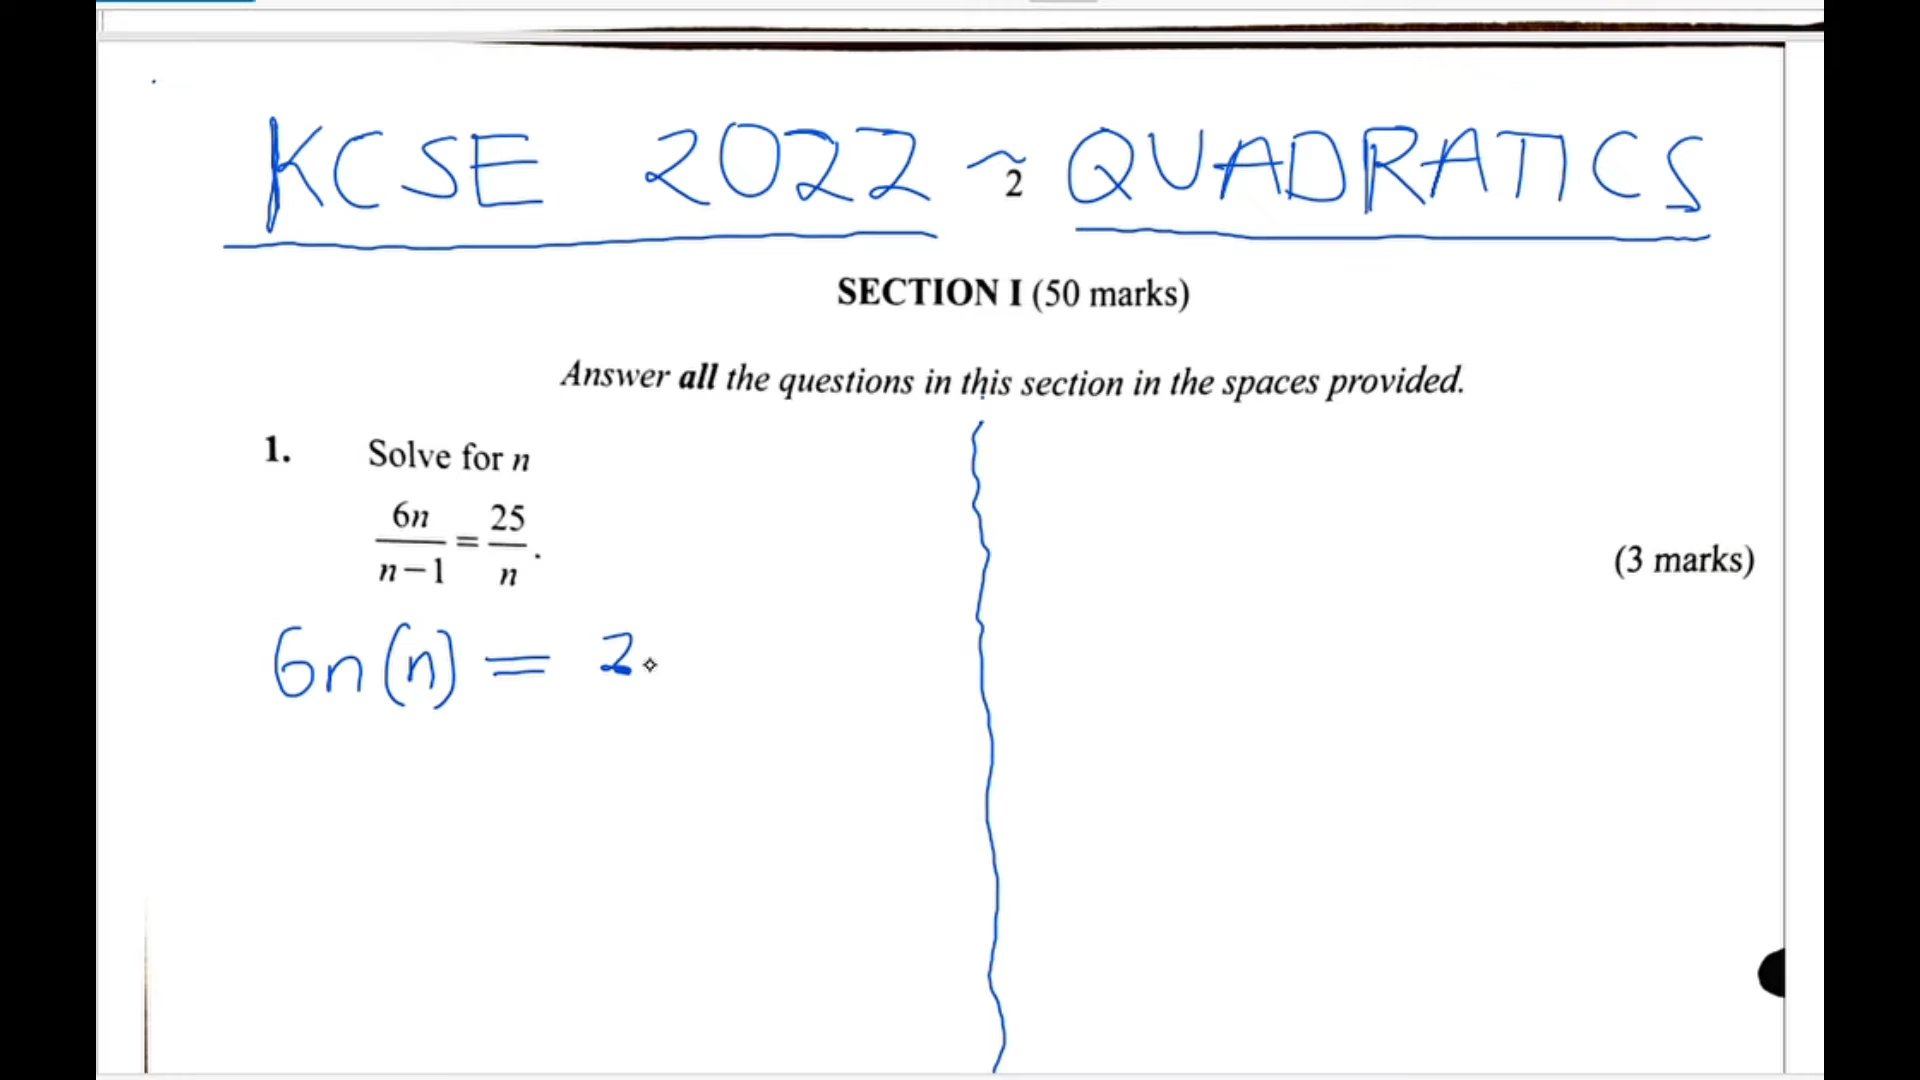 KCSE 2022 ~ QUADRATICS
2
SECTION I (50 marks)
Answer all the questions in this section in the spaces provided.
1. Solve for n
6n/(n−1) = 25/n.
(3 marks)
6n(n) = 2